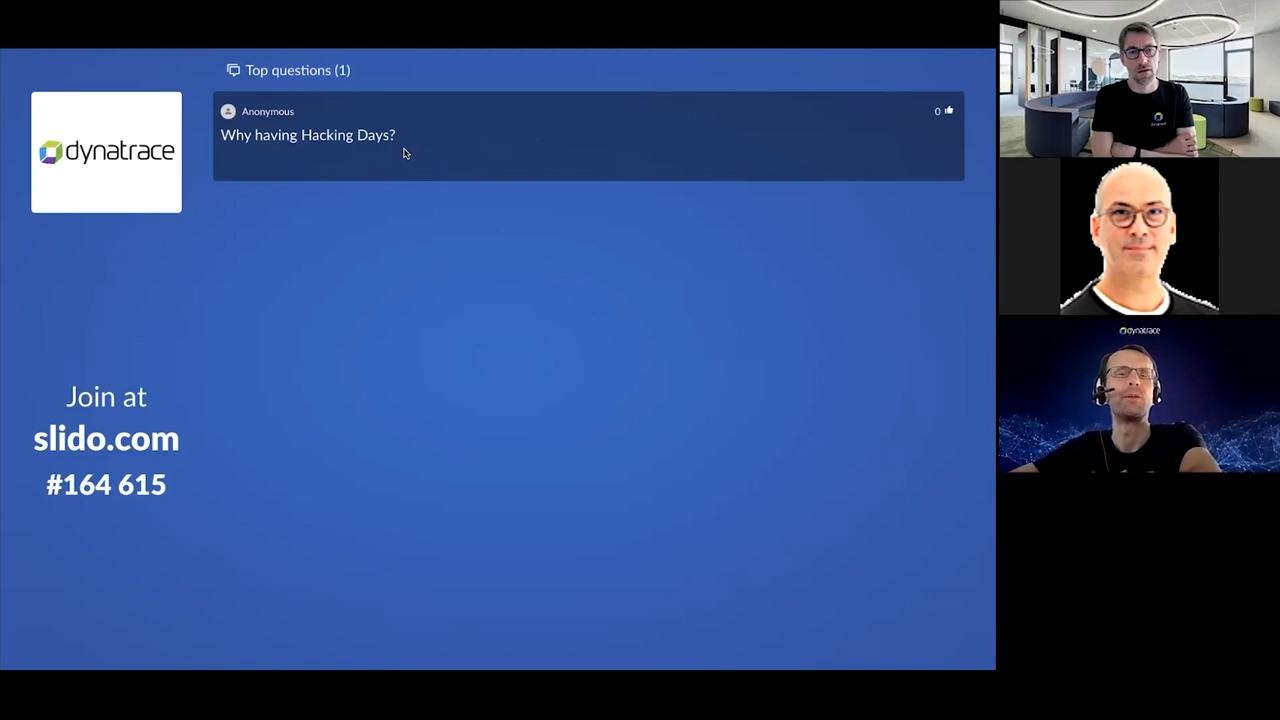 Top questions (1)
Anonymous
0
Why having Hacking Days?
dynatrace
Join at
slido.com
#164 615
dynatrace